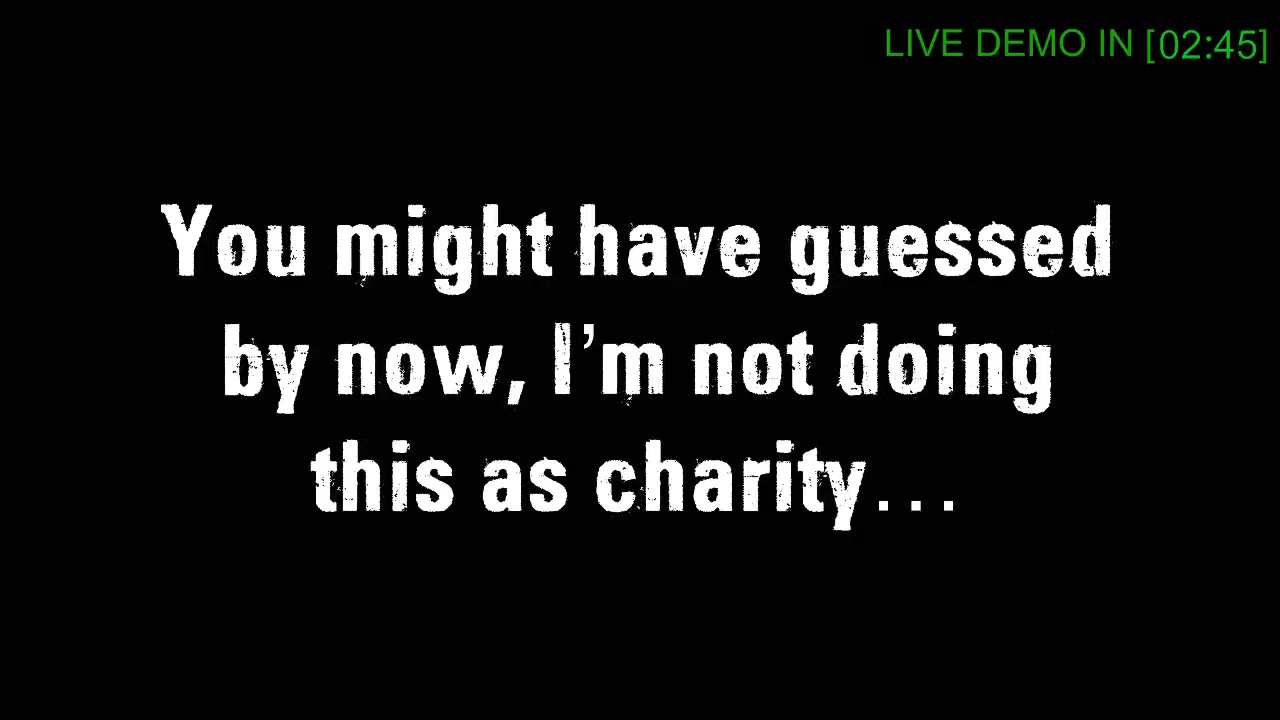 LIVE DEMO IN [02:45]
You might have guessed
by now, I’m not doing
this as charity...